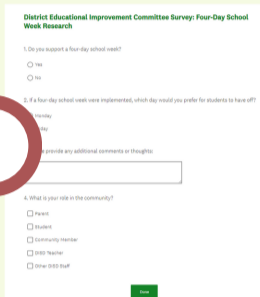 District Educational Improvement Committee Survey: Four-Day School
Week Research
1. Do you support a four-day school week?
Yes
No
2. If a four day school week were implemented, which day would you prefer for students to have off?
Monday
provide any additional comments or thoughts:
4. What is your role in the community?
Parent
Student
Community Member
Teacher
Other Staff
Done